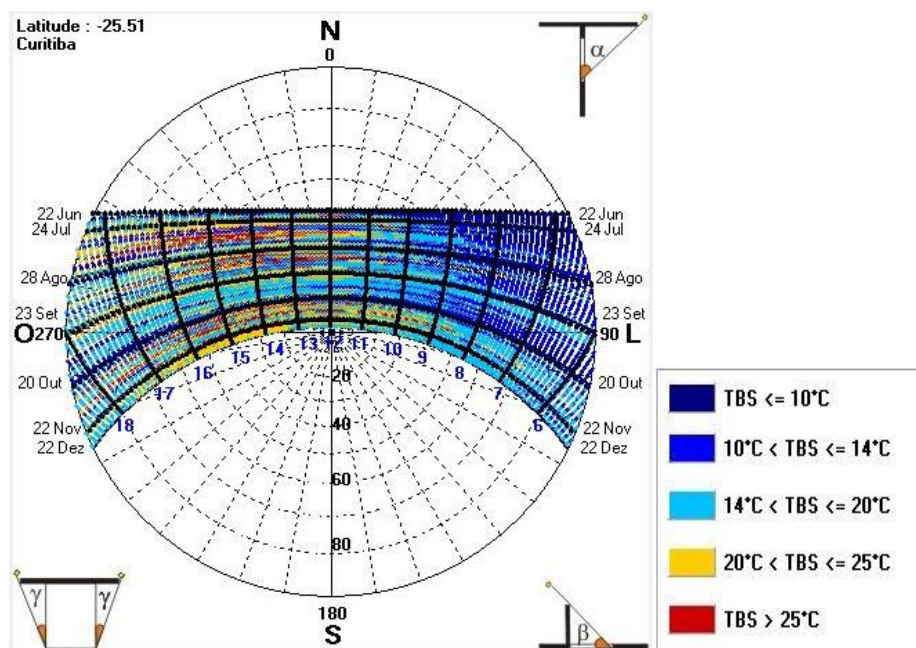 Latitude : -25.51
Curitiba
N
0
α
22 Jun
24 Jul
28 Ago
23 Set
O 270
20 Out
22 Nov
22 Dez
22 Jun
24 Jul
28 Ago
23 Set
90 L
20 Out
22 Nov
22 Dez
18
17
16
15
14
13
12
11
10
9
8
7
6
20
40
60
80
180
S
γ γ
β
TBS <= 10°C
10°C < TBS <= 14°C
14°C < TBS <= 20°C
20°C < TBS <= 25°C
TBS > 25°C